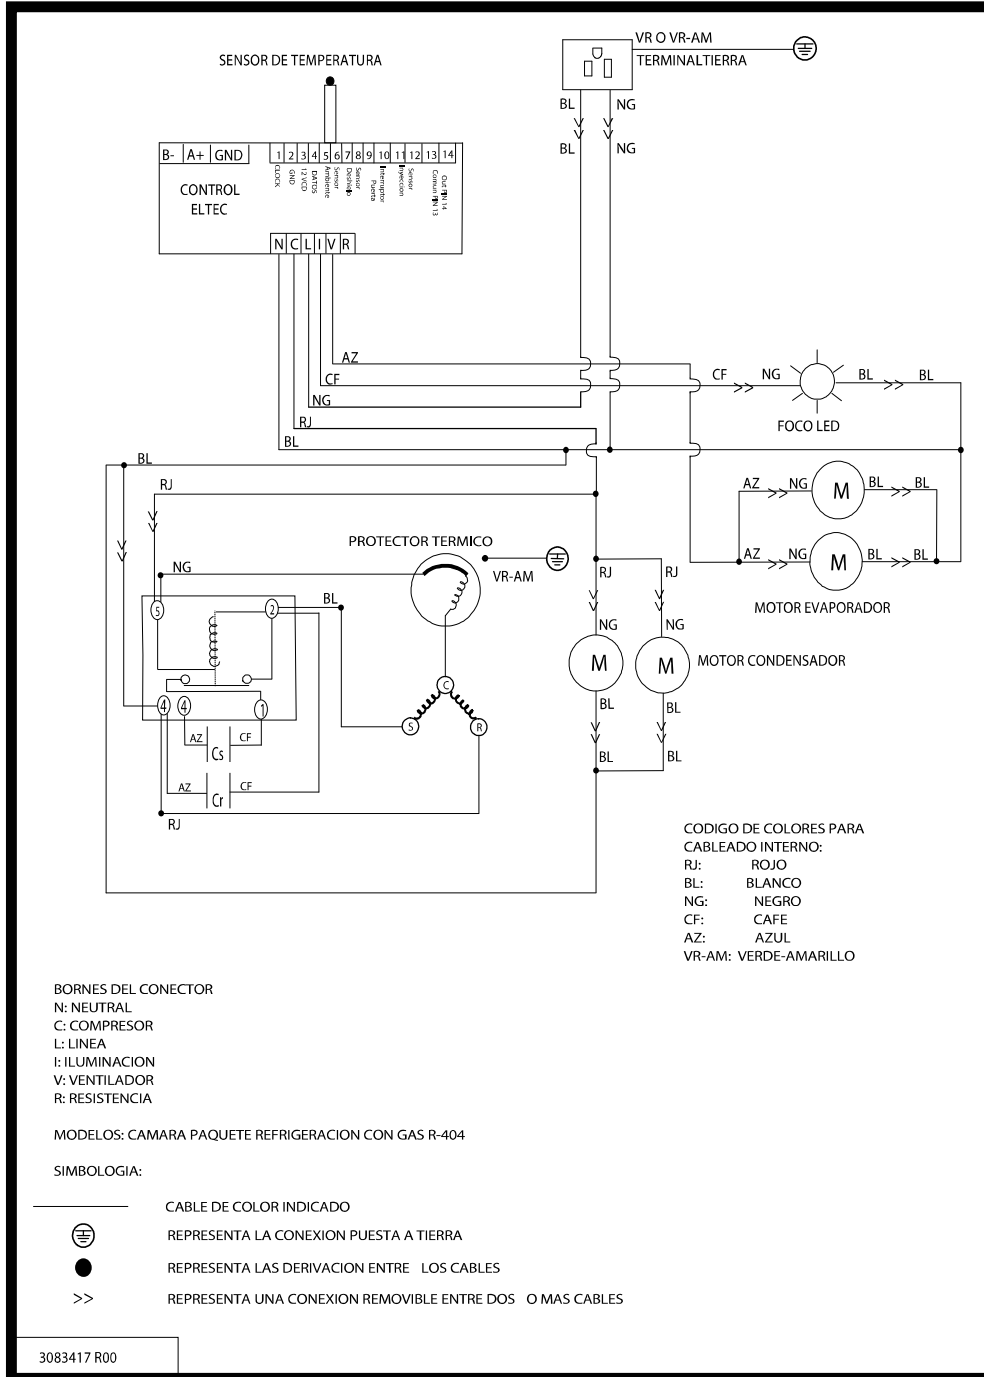 VR O VR-AM
TERMINALTIERRA
SENSOR DE TEMPERATURA
BL NG
BL NG
B- A+ GND 1 2 3 4 5 6 7 8 9 10 11 12 13 14
CLOCK
GND
12 VCD
DATOS
Ambiente
Sensor
Deshielo
Sensor
Puerta
Interruptor
Inyeccion
Sensor
Comun PIN 13
Out PIN 14
CONTROL
ELTEC
N C L I V R
AZ
CF
NG
RJ
BL
CF NG BL BL
FOCO LED
BL
RJ
AZ NG M BL BL
AZ NG M BL BL
MOTOR EVAPORADOR
PROTECTOR TERMICO
VR-AM
NG
BL
RJ RJ
NG NG
M M
MOTOR CONDENSADOR
BL BL
BL BL
5 2
4 4 1
C
S R
AZ Cs CF
AZ Cr CF
RJ
CODIGO DE COLORES PARA
CABLEADO INTERNO:
RJ: ROJO
BL: BLANCO
NG: NEGRO
CF: CAFE
AZ: AZUL
VR-AM: VERDE-AMARILLO
BORNES DEL CONECTOR
N: NEUTRAL
C: COMPRESOR
L: LINEA
I: ILUMINACION
V: VENTILADOR
R: RESISTENCIA
MODELOS: CAMARA PAQUETE REFRIGERACION CON GAS R-404
SIMBOLOGIA:
CABLE DE COLOR INDICADO
REPRESENTA LA CONEXION PUESTA A TIERRA
REPRESENTA LAS DERIVACION ENTRE LOS CABLES
>> REPRESENTA UNA CONEXION REMOVIBLE ENTRE DOS O MAS CABLES
3083417 R00